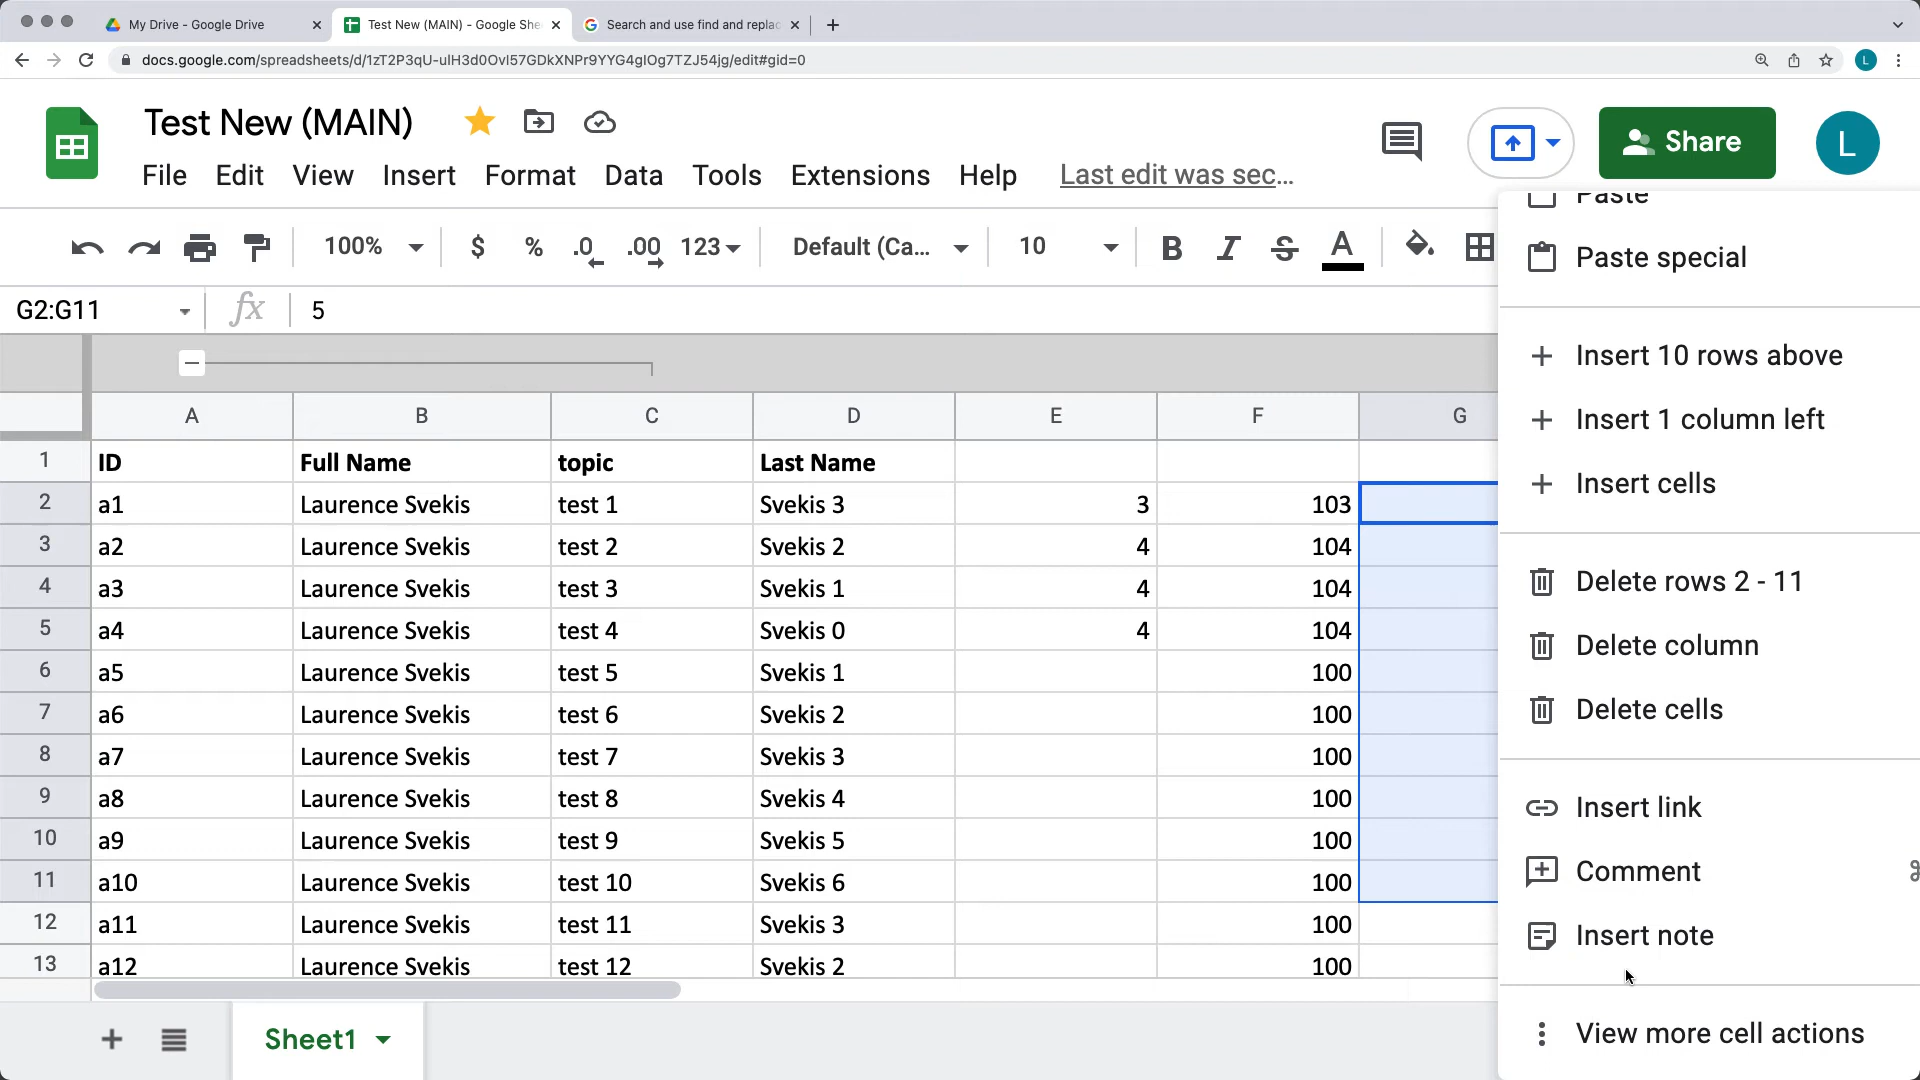 My Drive - Google Drive
Test New (MAIN) - Google She
Search and use find and replac
docs.google.com/spreadsheets/d/1zT2P3qU-ulH3d0Ovl57GDkXNPr9YYG4glOg7TZJ54jg/edit#gid=0
L
Test New (MAIN)
Share
L
File Edit View Insert Format Data Tools Extensions Help Last edit was sec...
100% $ % .0 .00 123 Default (Ca... 10 B I S A
G2:G11 fx 5
A B C D E F G
1 ID Full Name topic Last Name
2 a1 Laurence Svekis test 1 Svekis 3 3 103
3 a2 Laurence Svekis test 2 Svekis 2 4 104
4 a3 Laurence Svekis test 3 Svekis 1 4 104
5 a4 Laurence Svekis test 4 Svekis 0 4 104
6 a5 Laurence Svekis test 5 Svekis 1 100
7 a6 Laurence Svekis test 6 Svekis 2 100
8 a7 Laurence Svekis test 7 Svekis 3 100
9 a8 Laurence Svekis test 8 Svekis 4 100
10 a9 Laurence Svekis test 9 Svekis 5 100
11 a10 Laurence Svekis test 10 Svekis 6 100
12 a11 Laurence Svekis test 11 Svekis 3 100
13 a12 Laurence Svekis test 12 Svekis 2 100
Paste
Paste special
Insert 10 rows above
Insert 1 column left
Insert cells
Delete rows 2 - 11
Delete column
Delete cells
Insert link
Comment ⌘
Insert note
View more cell actions
Sheet1